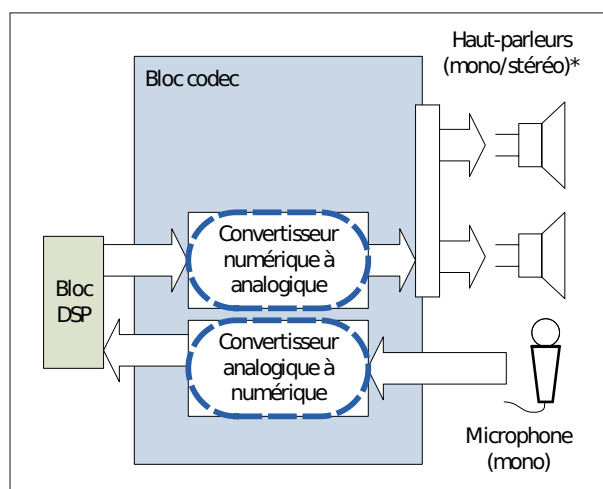 Haut-parleurs
(mono/stéréo)*
Bloc codec
Convertisseur
numérique à
analogique
Bloc
DSP
Convertisseur
analogique à
numérique
Microphone
(mono)